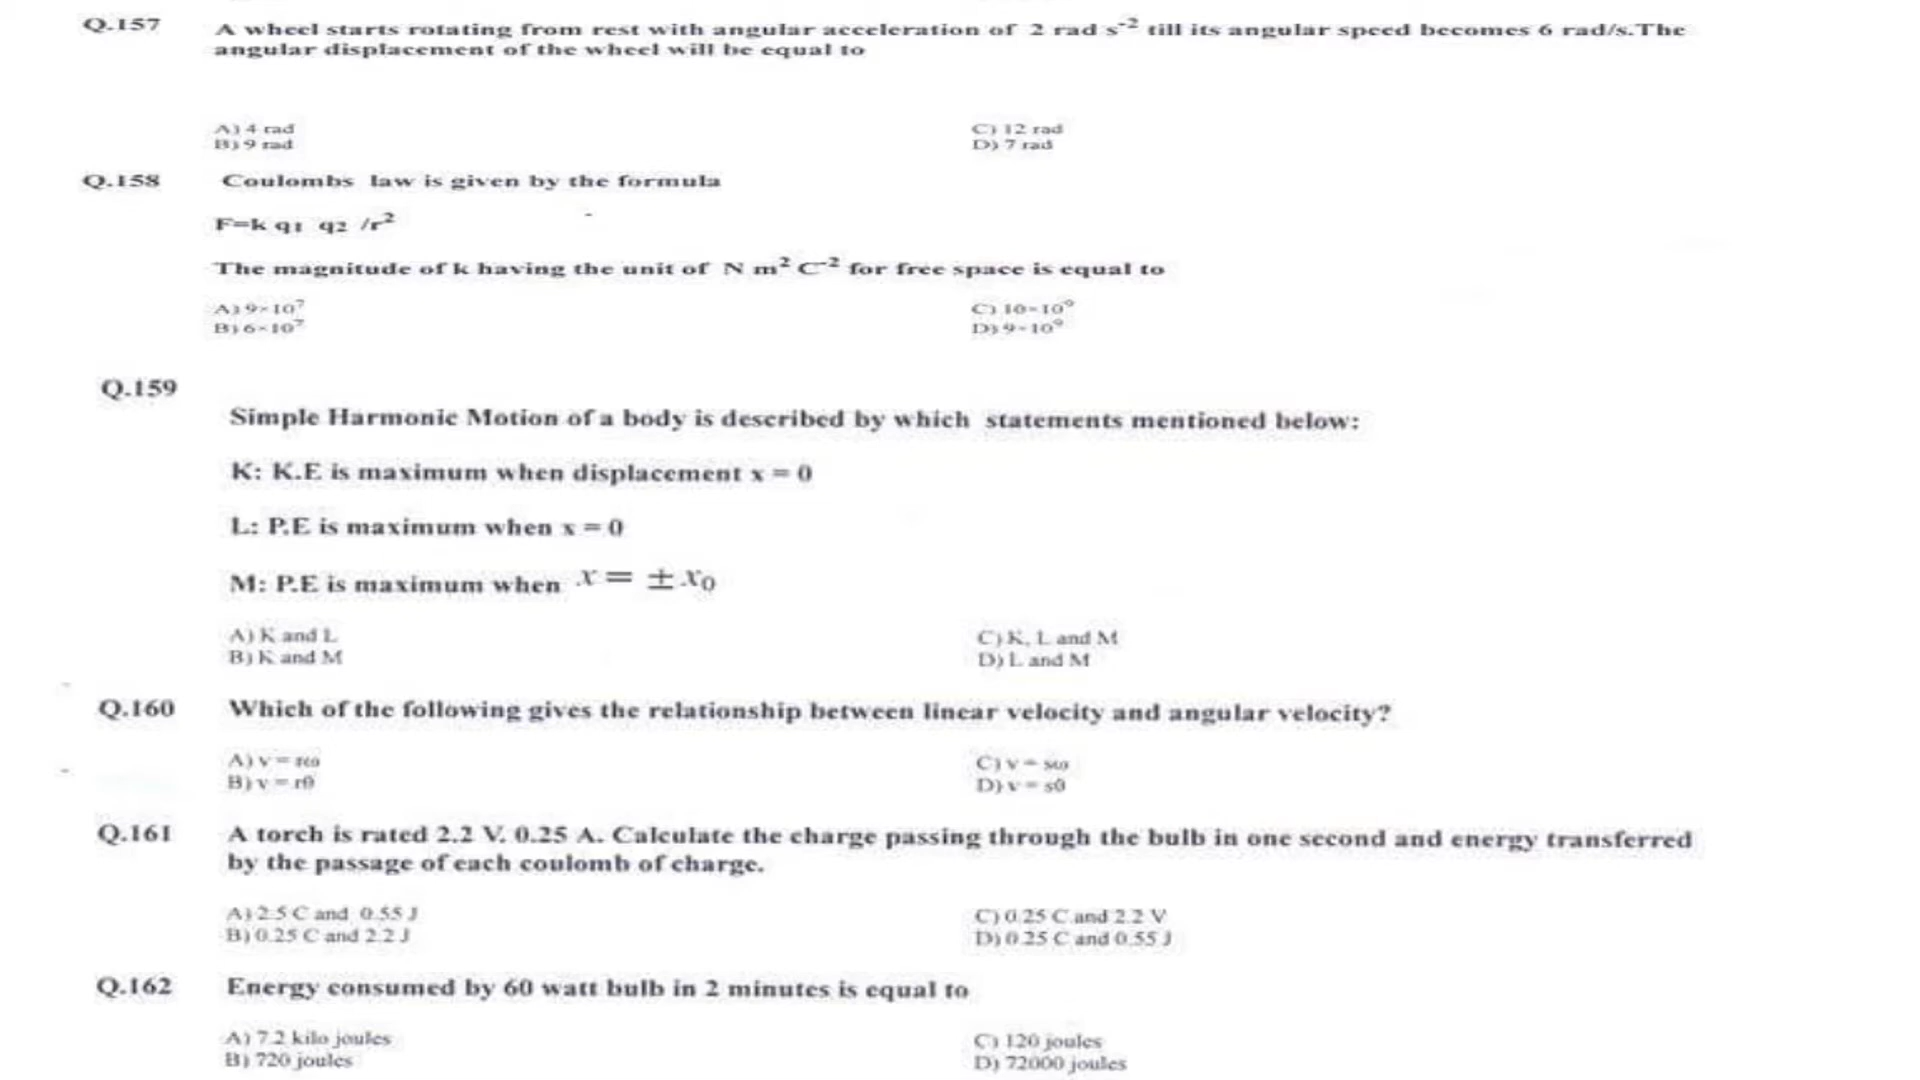 Q.157 A wheel starts rotating from rest with angular acceleration of 2 rad s⁻² till its angular speed becomes 6 rad/s.The
angular displacement of the wheel will be equal to
A) 4 rad C) 12 rad
B) 9 rad D) 7 rad
Q.158 Coulombs law is given by the formula
F=k q₁ q₂ /r²
The magnitude of k having the unit of N m² C⁻² for free space is equal to
A) 9×10⁷ C) 10×10⁹
B) 6×10⁷ D) 9×10⁹
Q.159
Simple Harmonic Motion of a body is described by which statements mentioned below:
K: K.E is maximum when displacement x = 0
L: P.E is maximum when x = 0
M: P.E is maximum when x = ± x₀
A) K and L C) K, L and M
B) K and M D) L and M
Q.160 Which of the following gives the relationship between linear velocity and angular velocity?
A) v = rω C) v = sω
B) v = rθ D) v = sθ
Q.161 A torch is rated 2.2 V. 0.25 A. Calculate the charge passing through the bulb in one second and energy transferred
by the passage of each coulomb of charge.
A) 2.5 C and 0.55 J C) 0.25 C and 2.2 V
B) 0.25 C and 2.2 J D) 0.25 C and 0.55 J
Q.162 Energy consumed by 60 watt bulb in 2 minutes is equal to
A) 7.2 kilo joules C) 120 joules
B) 720 joules D) 72000 joules